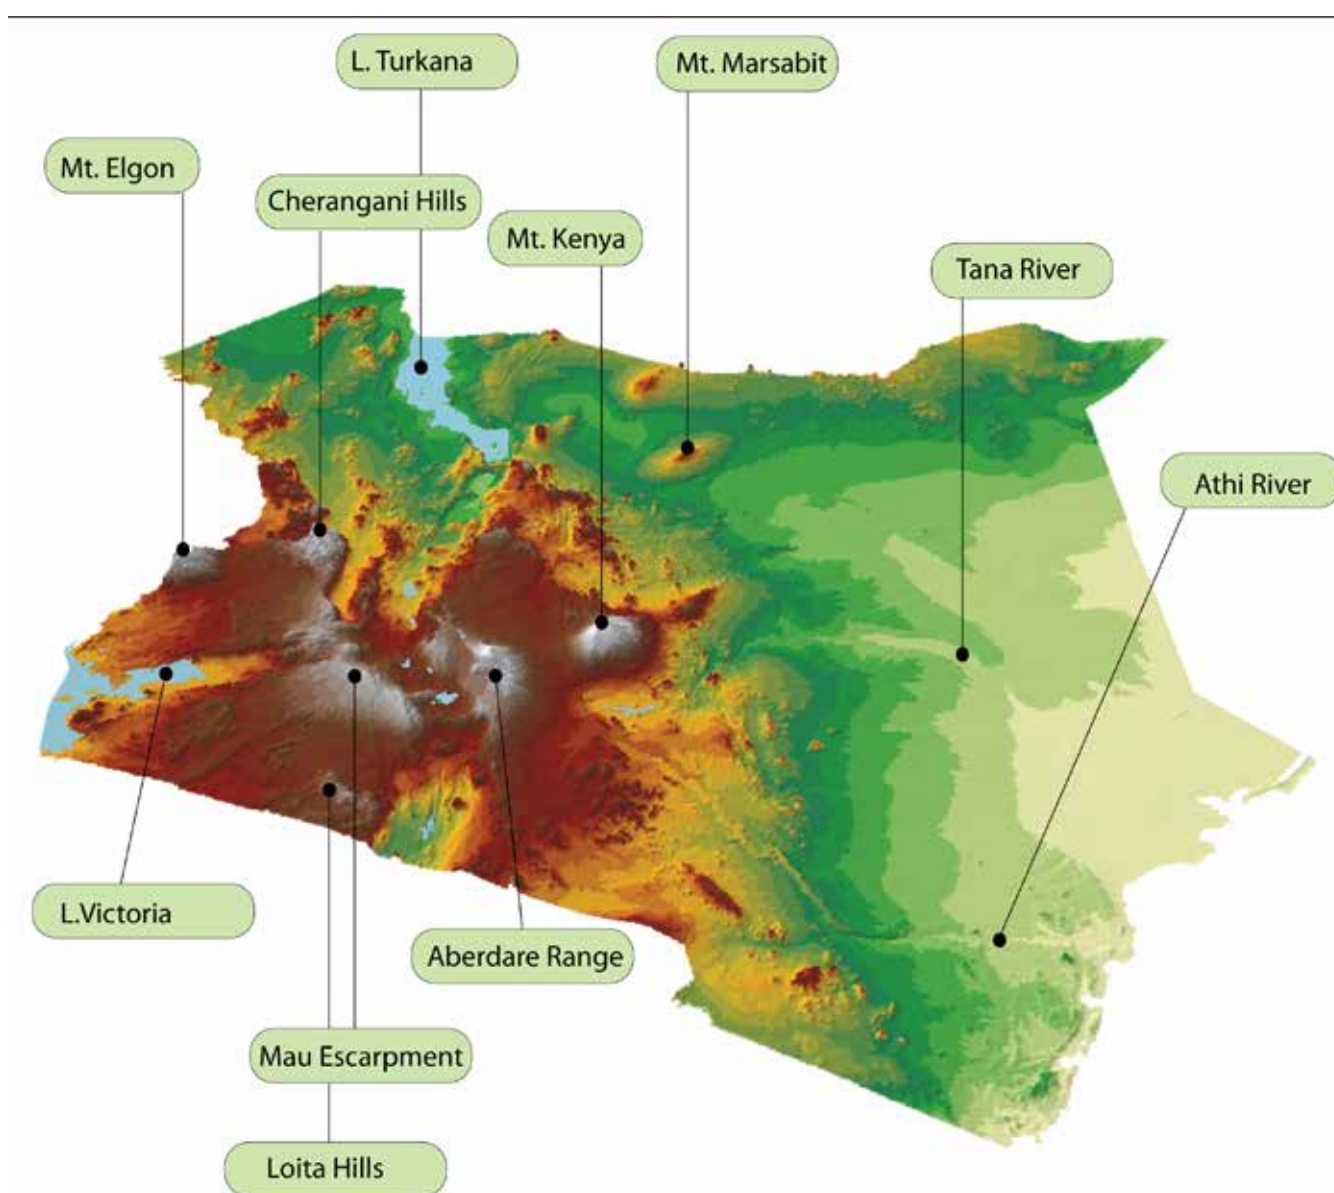 L. Turkana
Mt. Marsabit
Mt. Elgon
Cherangani Hills
Mt. Kenya
Tana River
Athi River
L.Victoria
Aberdare Range
Mau Escarpment
Loita Hills